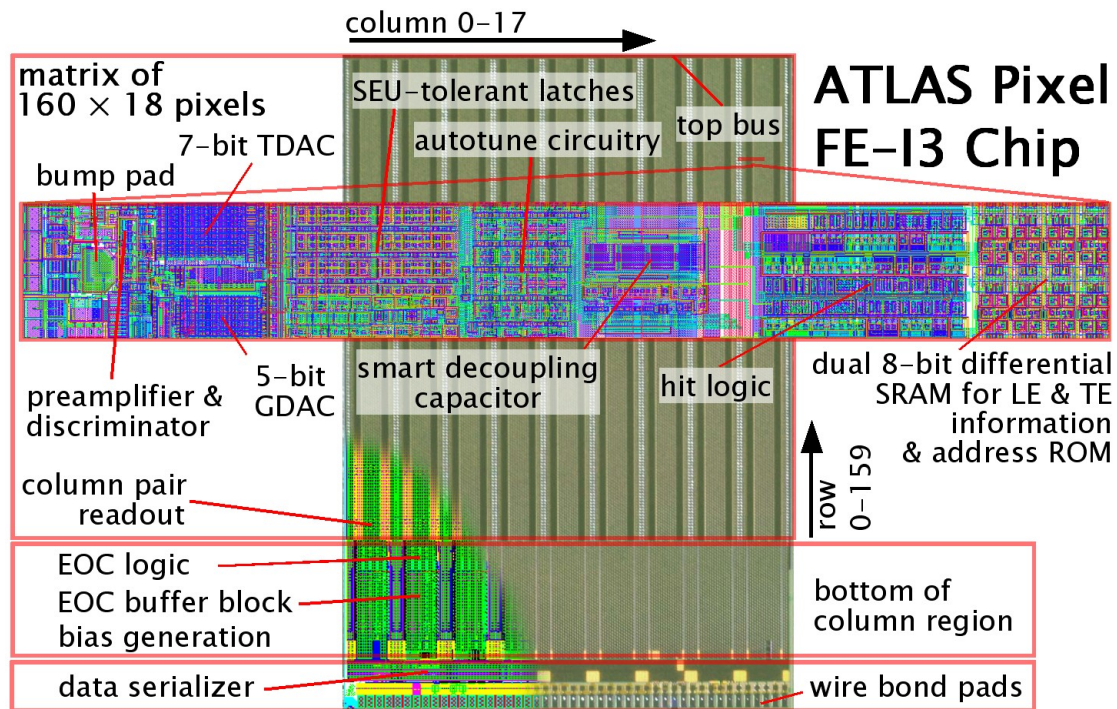 column 0-17
matrix of
160 × 18 pixels
ATLAS Pixel
FE-I3 Chip
SEU-tolerant latches
top bus
7-bit TDAC
autotune circuitry
bump pad
preamplifier &
discriminator
5-bit
GDAC
smart decoupling
capacitor
hit logic
dual 8-bit differential
SRAM for LE & TE
information
& address ROM
column pair
readout
row
0-159
EOC logic
EOC buffer block
bias generation
bottom of
column region
data serializer
wire bond pads